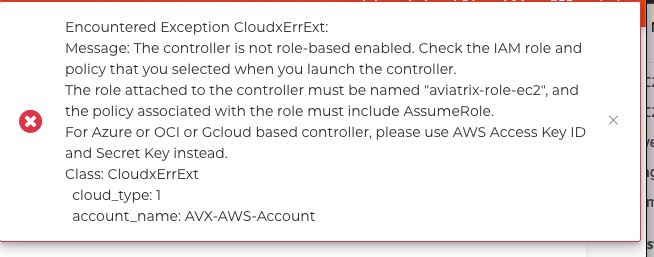 Encountered Exception CloudxErrExt:
Message: The controller is not role-based enabled. Check the IAM role and
policy that you selected when you launch the controller.
The role attached to the controller must be named "aviatrix-role-ec2", and
the policy associated with the role must include AssumeRole.
For Azure or OCI or Gcloud based controller, please use AWS Access Key ID
and Secret Key instead.
Class: CloudxErrExt
cloud_type: 1
account_name: AVX-AWS-Account